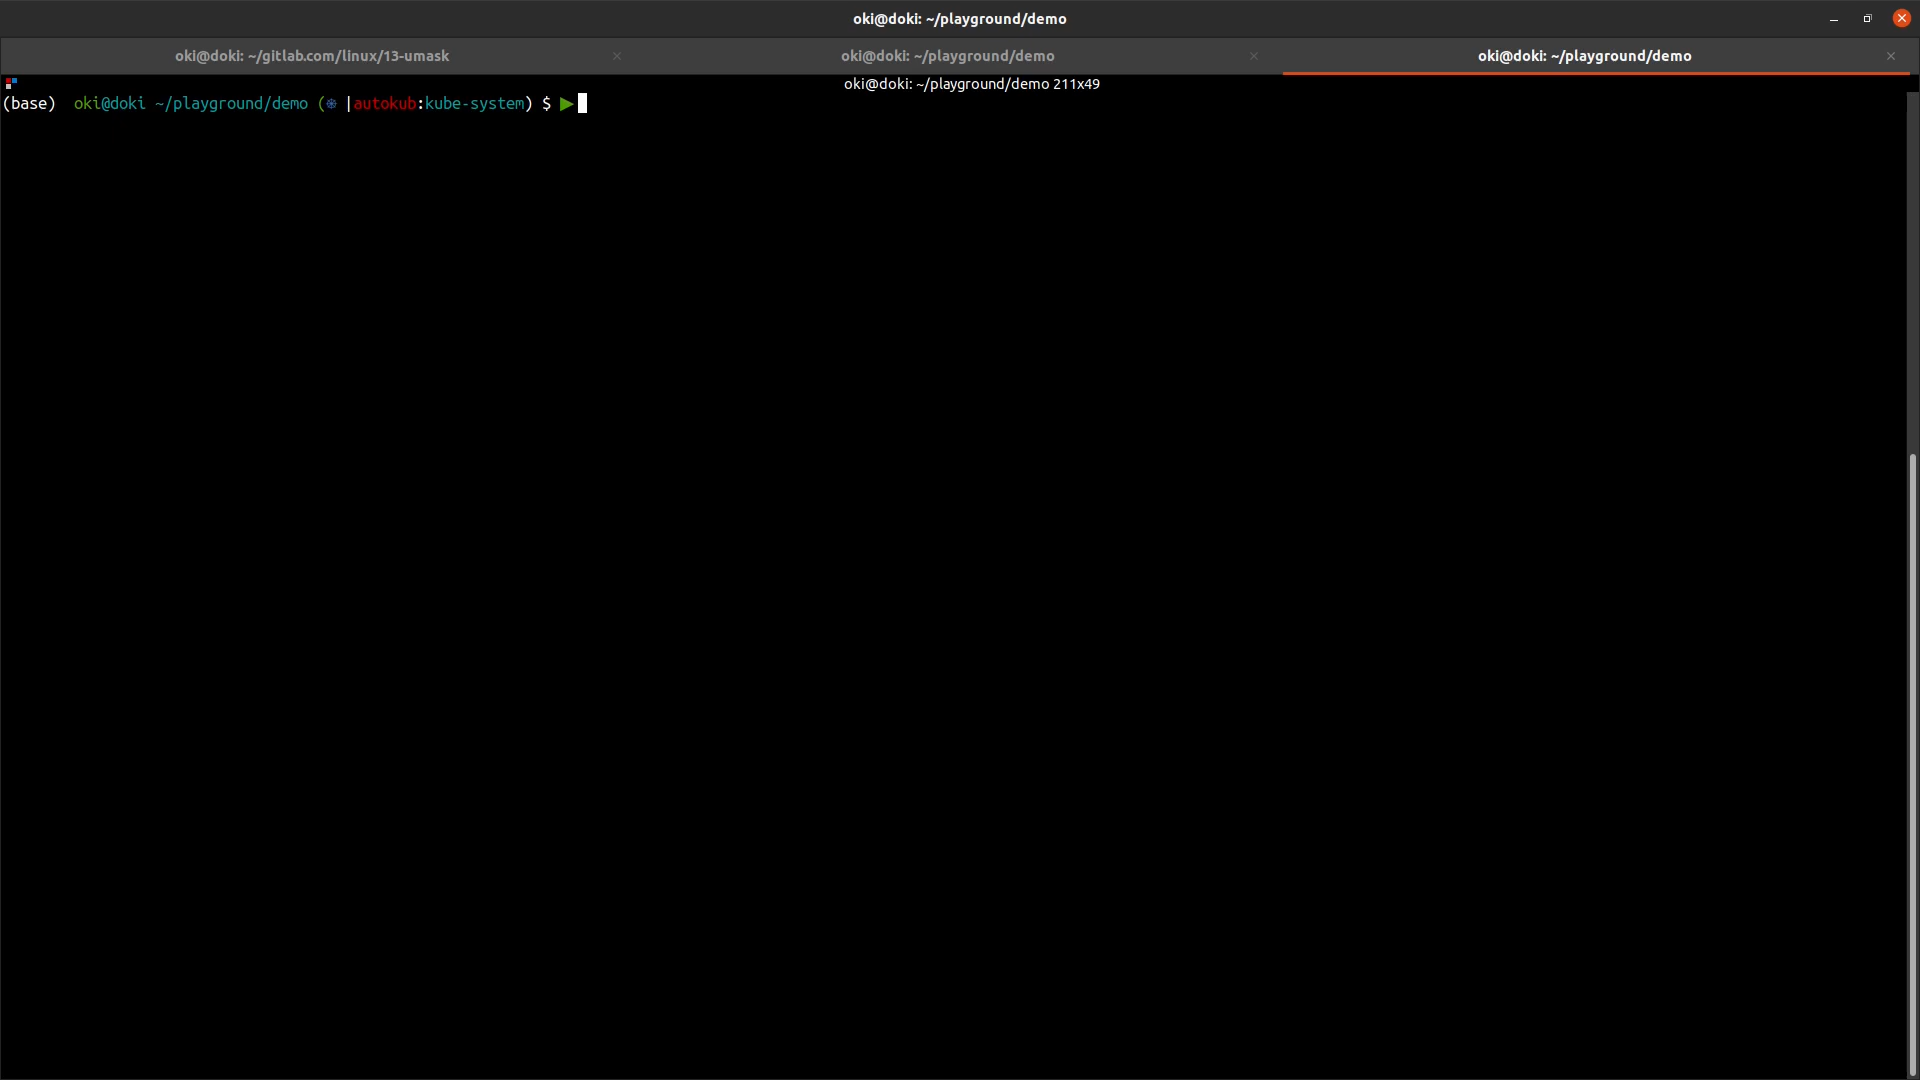 oki@doki: ~/playground/demo
oki@doki: ~/gitlab.com/linux/13-umask × oki@doki: ~/playground/demo × oki@doki: ~/playground/demo ×
oki@doki: ~/playground/demo 211x49
(base)  oki@doki ~/playground/demo (⎈ |autokub:kube-system) $ ▶